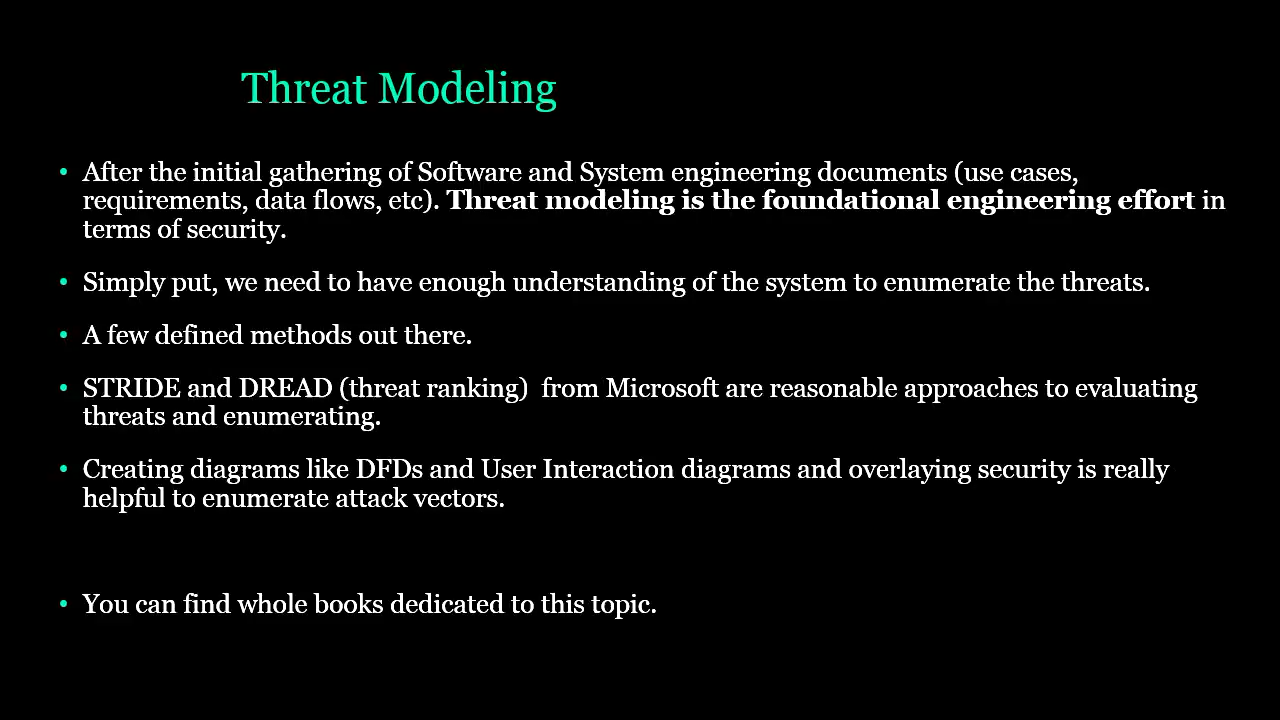 Threat Modeling
• After the initial gathering of Software and System engineering documents (use cases,
requirements, data flows, etc). Threat modeling is the foundational engineering effort in
terms of security.
• Simply put, we need to have enough understanding of the system to enumerate the threats.
• A few defined methods out there.
• STRIDE and DREAD (threat ranking)  from Microsoft are reasonable approaches to evaluating
threats and enumerating.
• Creating diagrams like DFDs and User Interaction diagrams and overlaying security is really
helpful to enumerate attack vectors.
• You can find whole books dedicated to this topic.